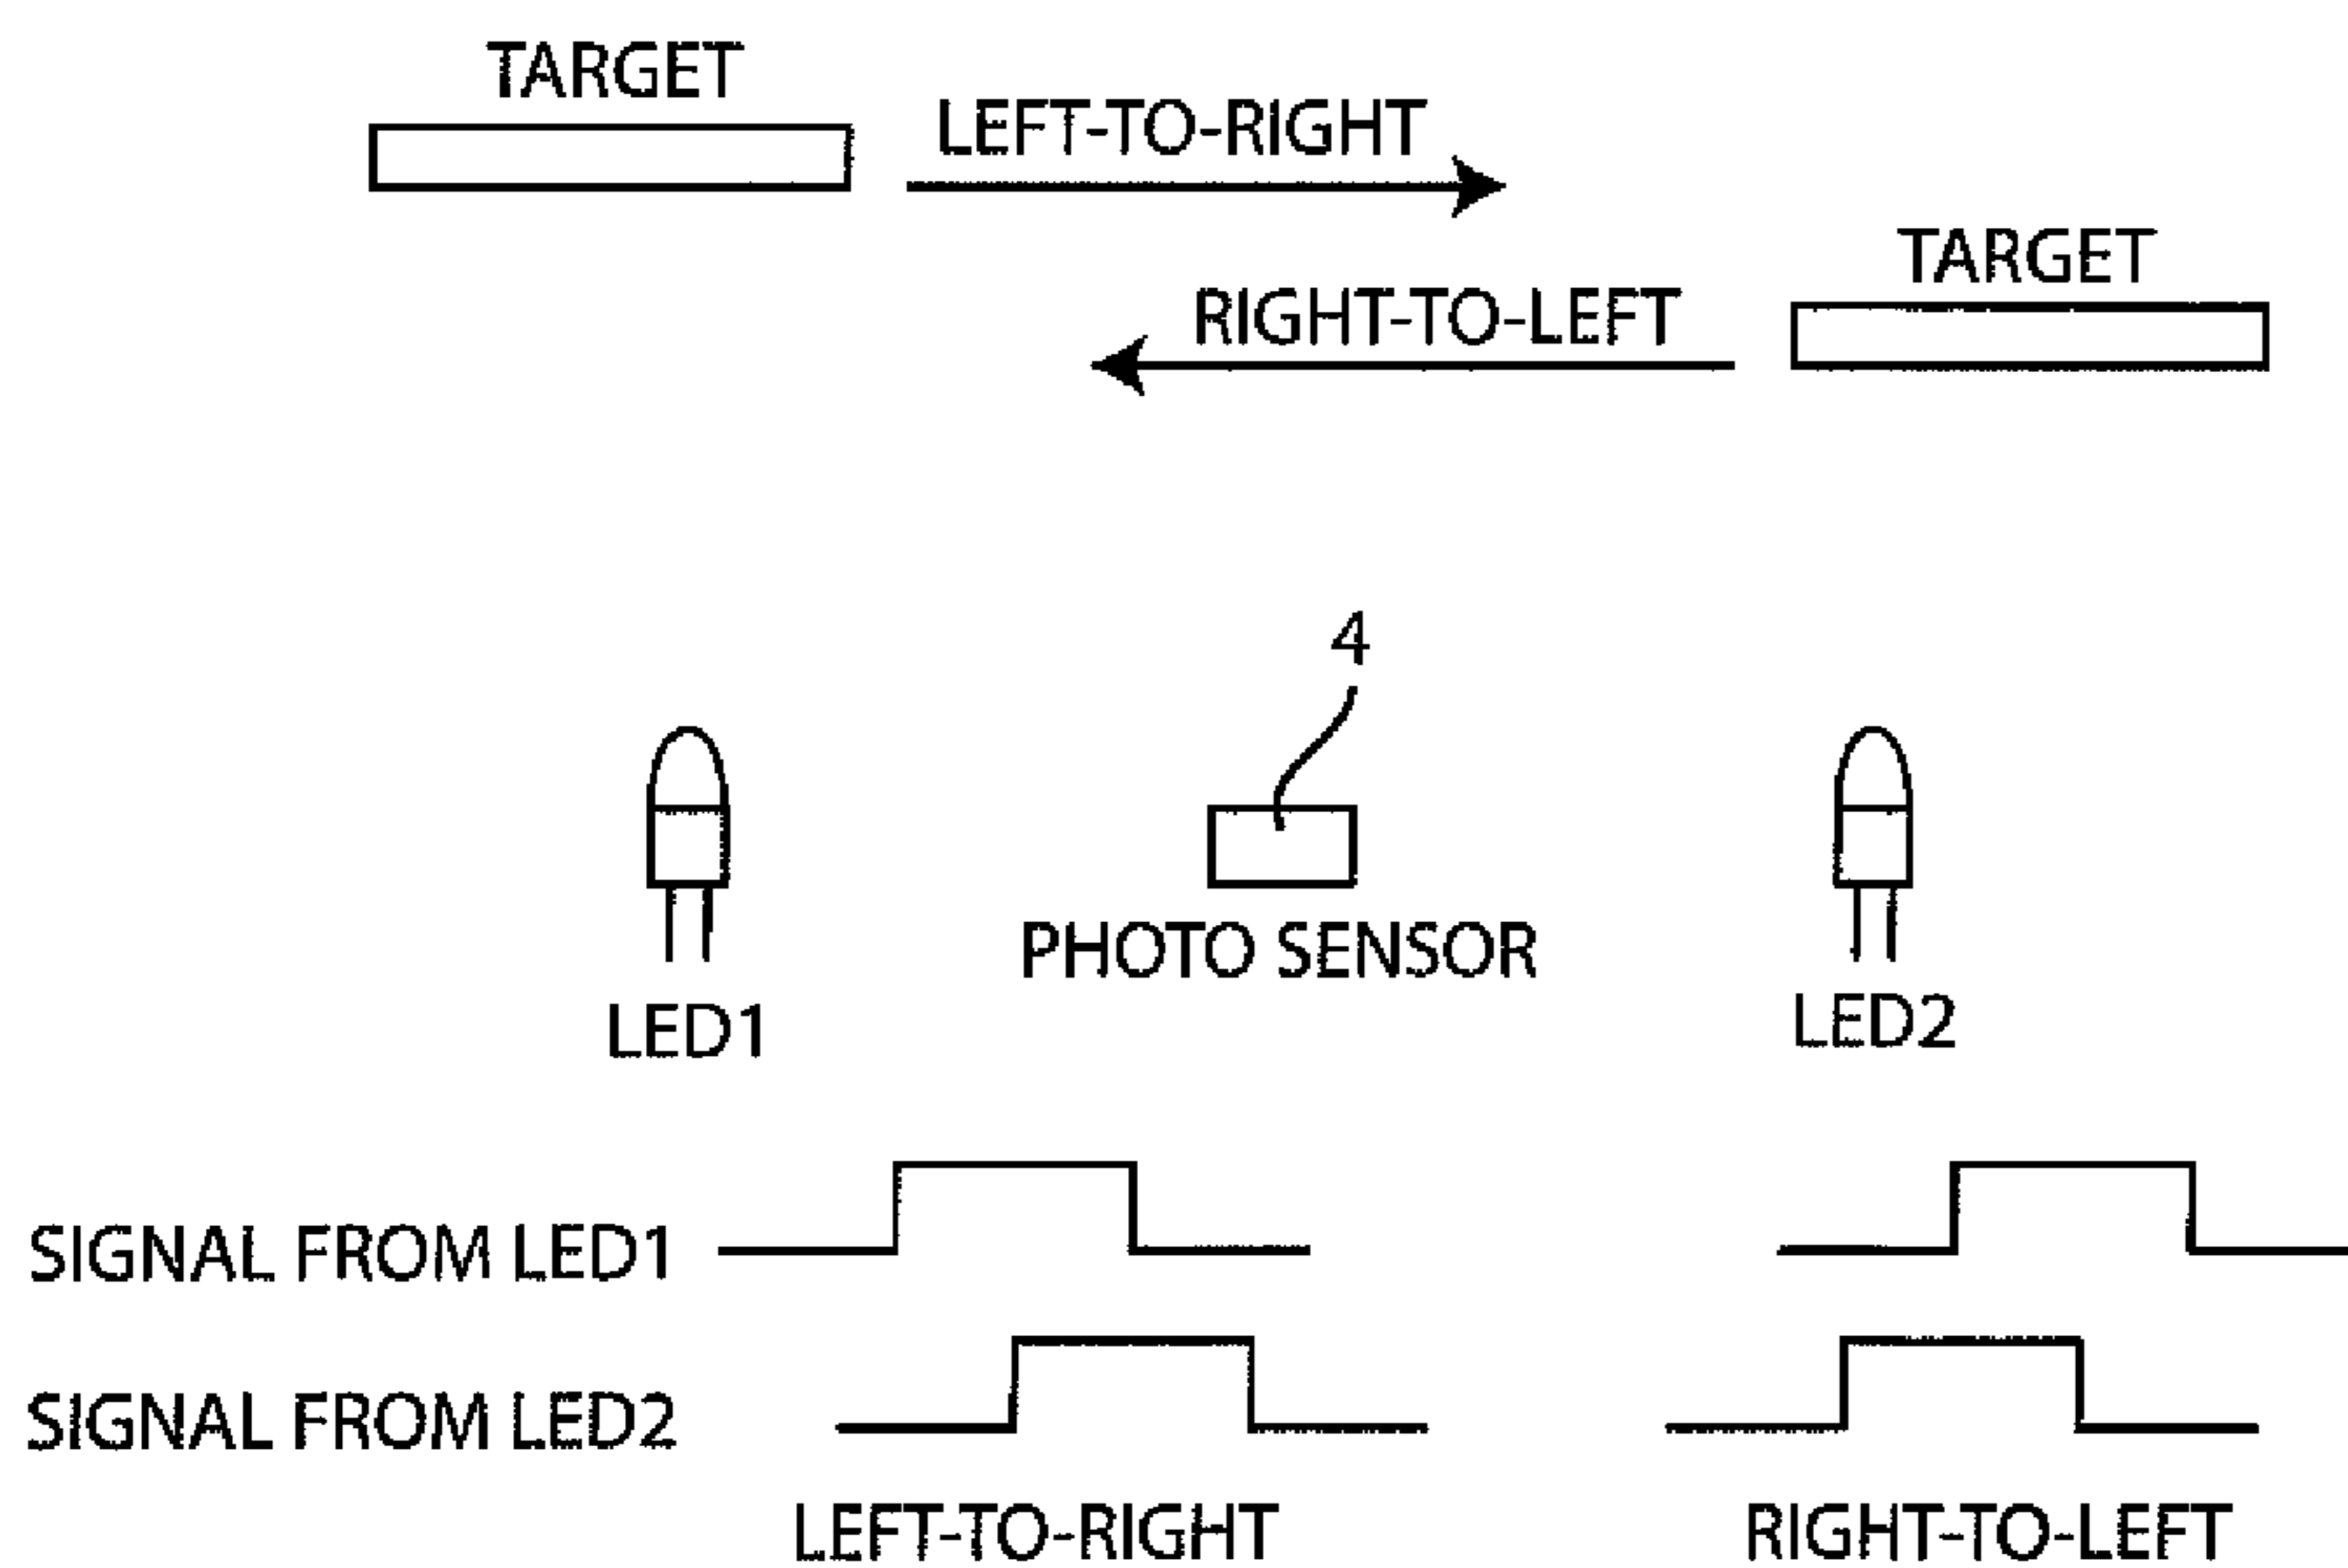 TARGET
LEFT-TO-RIGHT
TARGET
RIGHT-TO-LEFT
4
PHOTO SENSOR
LED1
LED2
SIGNAL FROM LED1
SIGNAL FROM LED2
LEFT-TO-RIGHT
RIGHT-TO-LEFT